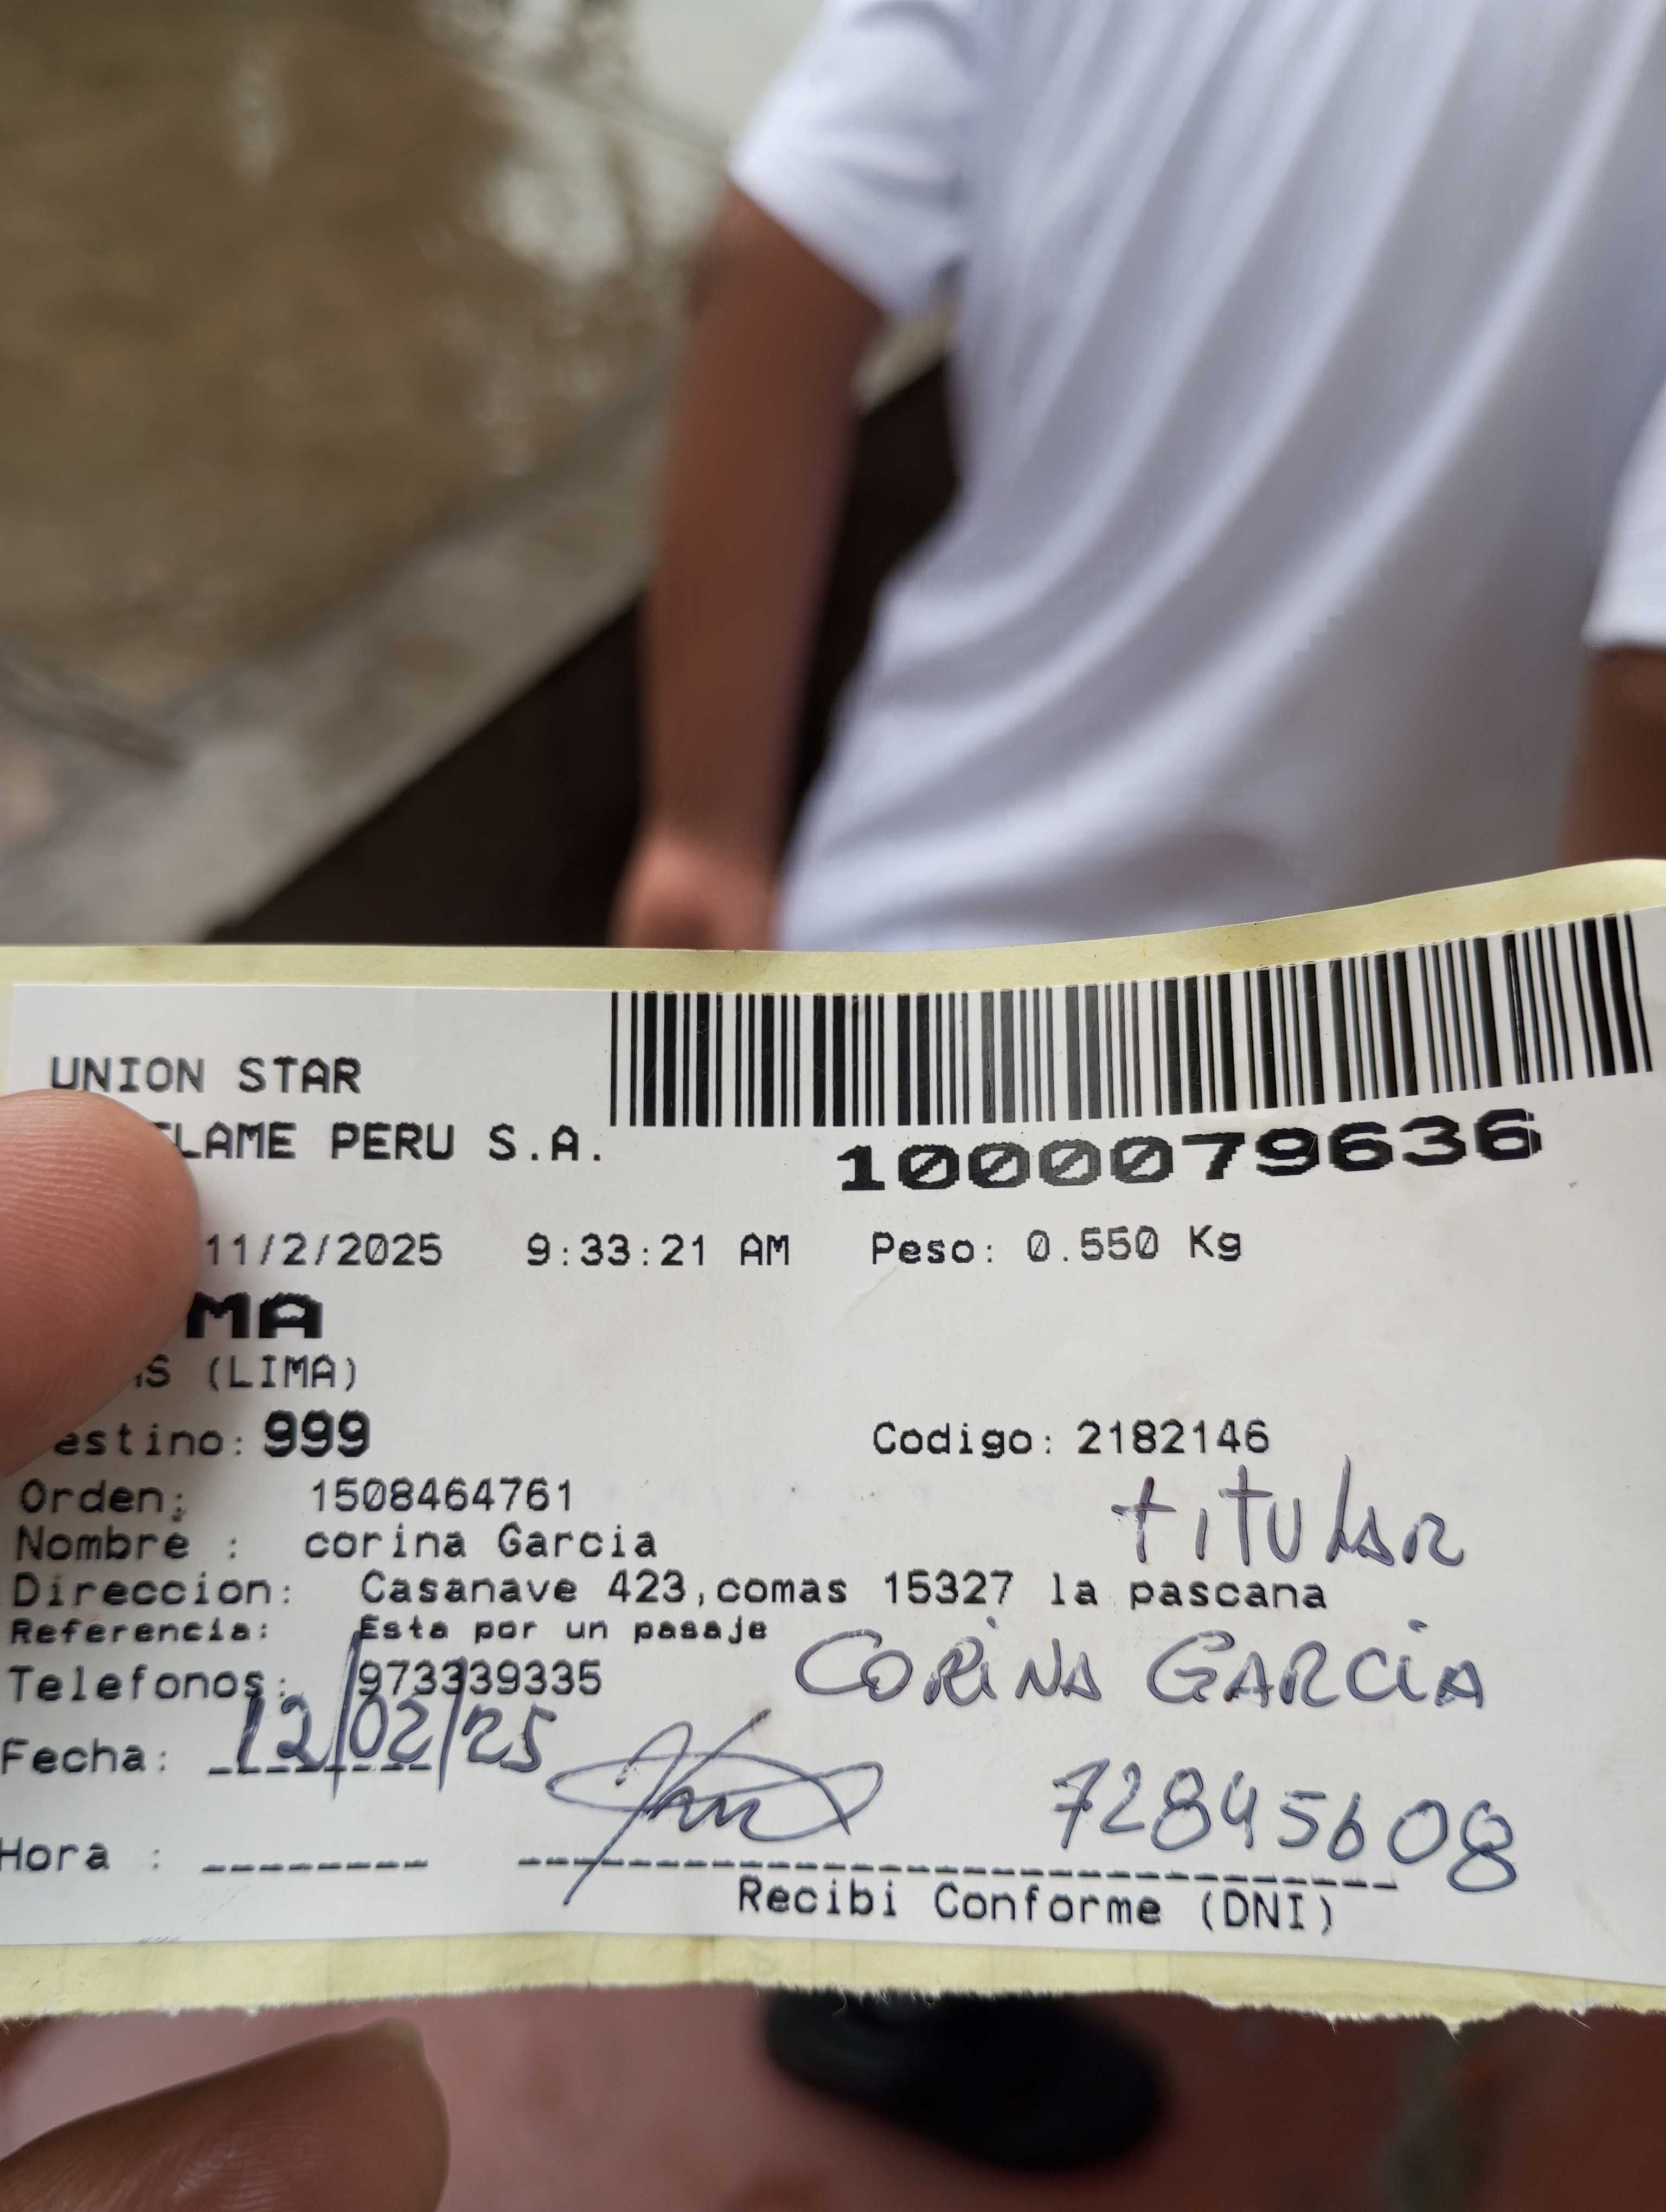 UNION STAR
LAME PERU S.A.
1000079636
11/2/2025 9:33:21 AM Peso: 0.550 Kg
MA
AS (LIMA)
estino: 999 Codigo: 2182146
Orden: 1508464761
titular
Nombre : corina Garcia
Direccion: Casanave 423,comas 15327 la pascana
Referencia: Esta por un pasaje
CORINA GARCIA
Telefonos: 973339335
Fecha: 12/02/25
72845608
Hora :
Recibi Conforme (DNI)